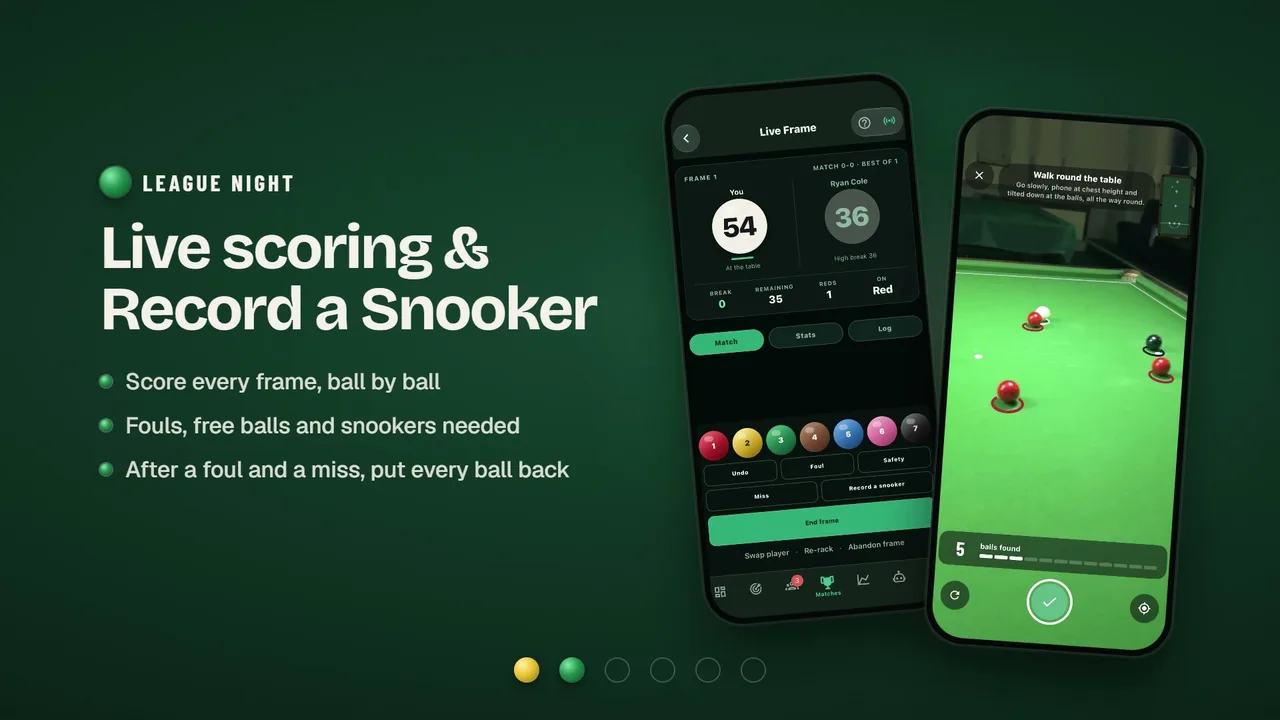 LEAGUE NIGHT
Live scoring &
Record a Snooker
Score every frame, ball by ball
Fouls, free balls and snookers needed
After a foul and a miss, put every ball back
Live Frame
FRAME 1
MATCH 0-0 · BEST OF 1
You
Ryan Cole
54
36
At the table
High break 36
BREAK
REMAINING
REDS
ON
0
35
1
Red
Match
Stats
Log
1
2
3
4
5
6
7
Undo
Foul
Safety
Miss
Record a snooker
End frame
Swap player · Re-rack · Abandon frame
3
Matches
Walk round the table
Go slowly, phone at chest height and
tilted down at the balls, all the way round.
5
balls found